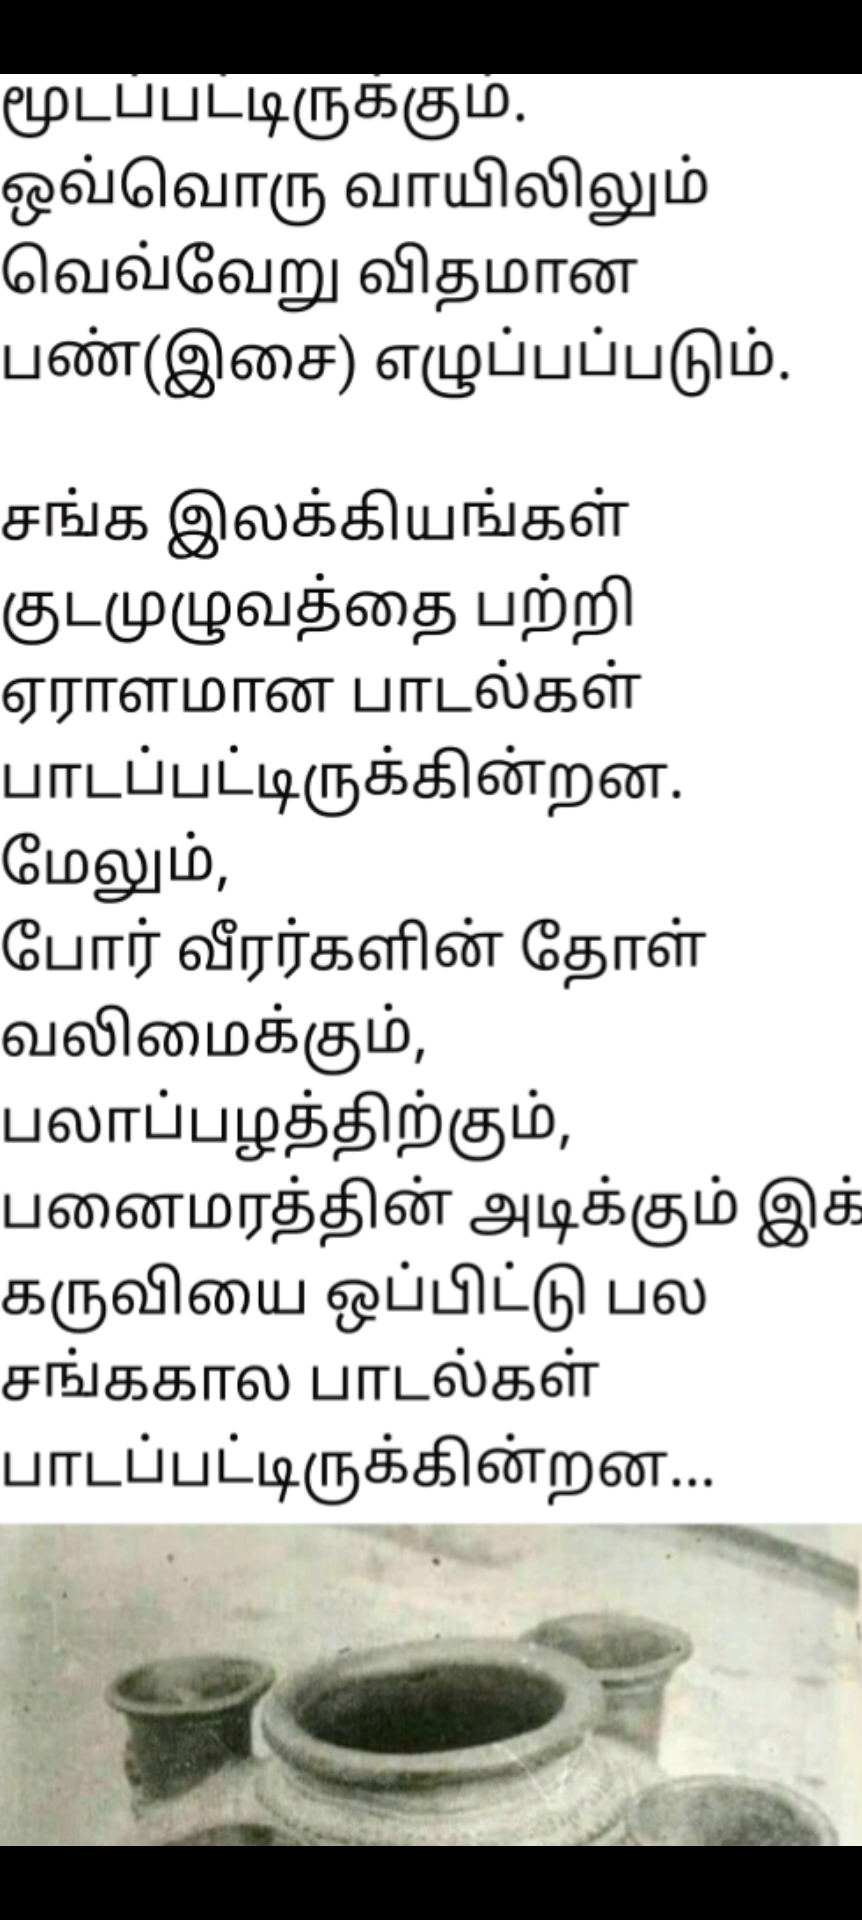 மூடப்பட்டிருக்கும்.
ஒவ்வொரு வாயிலிலும்
வெவ்வேறு விதமான
பண்(இசை) எழுப்பப்படும்.
சங்க இலக்கியங்கள்
குடமுழுவத்தை பற்றி
ஏராளமான பாடல்கள்
பாடப்பட்டிருக்கின்றன.
மேலும்,
போர் வீரர்களின் தோள்
வலிமைக்கும்,
பலாப்பழத்திற்கும்,
பனைமரத்தின் அடிக்கும் இக்
கருவியை ஒப்பிட்டு பல
சங்ககால பாடல்கள்
பாடப்பட்டிருக்கின்றன...